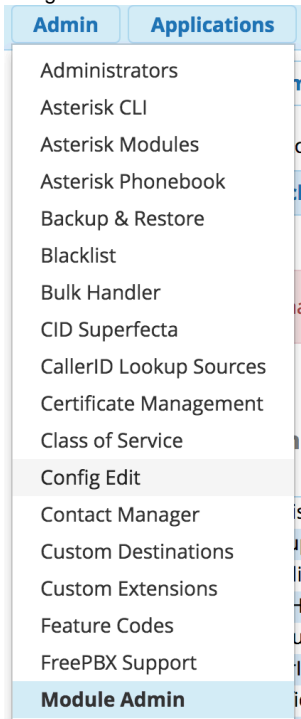 Admin Applications
Administrators
Asterisk CLI
Asterisk Modules
Asterisk Phonebook
Backup & Restore
Blacklist
Bulk Handler
CID Superfecta
CallerID Lookup Sources
Certificate Management
Class of Service
Config Edit
Contact Manager
Custom Destinations
Custom Extensions
Feature Codes
FreePBX Support
Module Admin